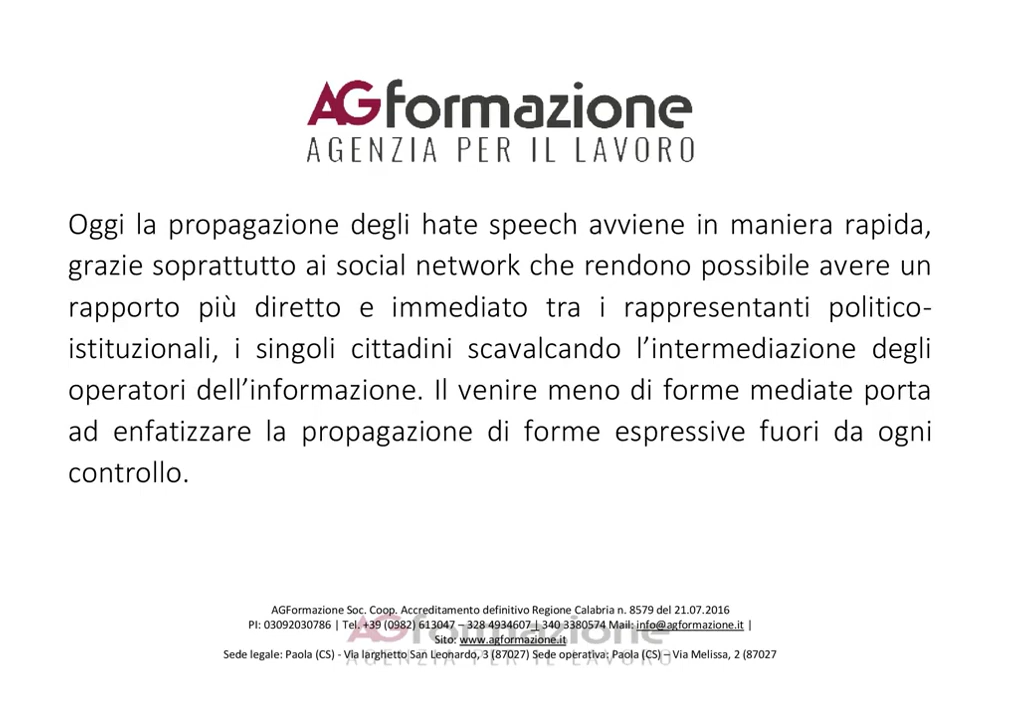 AGformazione
AGENZIA PER IL LAVORO
Oggi la propagazione degli hate speech avviene in maniera rapida,
grazie soprattutto ai social network che rendono possibile avere un
rapporto più diretto e immediato tra i rappresentanti politico-
istituzionali, i singoli cittadini scavalcando l’intermediazione degli
operatori dell’informazione. Il venire meno di forme mediate porta
ad enfatizzare la propagazione di forme espressive fuori da ogni
controllo.
AGFormazione Soc. Coop. Accreditamento definitivo Regione Calabria n. 8579 del 21.07.2016
PI: 03092030786 | Tel. +39 (0982) 613047 – 328 4934607 | 340 3380574 Mail: info@agformazione.it |
Sito: www.agformazione.it
Sede legale: Paola (CS) - Via larghetto San Leonardo, 3 (87027) Sede operativa: Paola (CS) – Via Melissa, 2 (87027
AGformazione
AGENZIA PER IL LAVORO